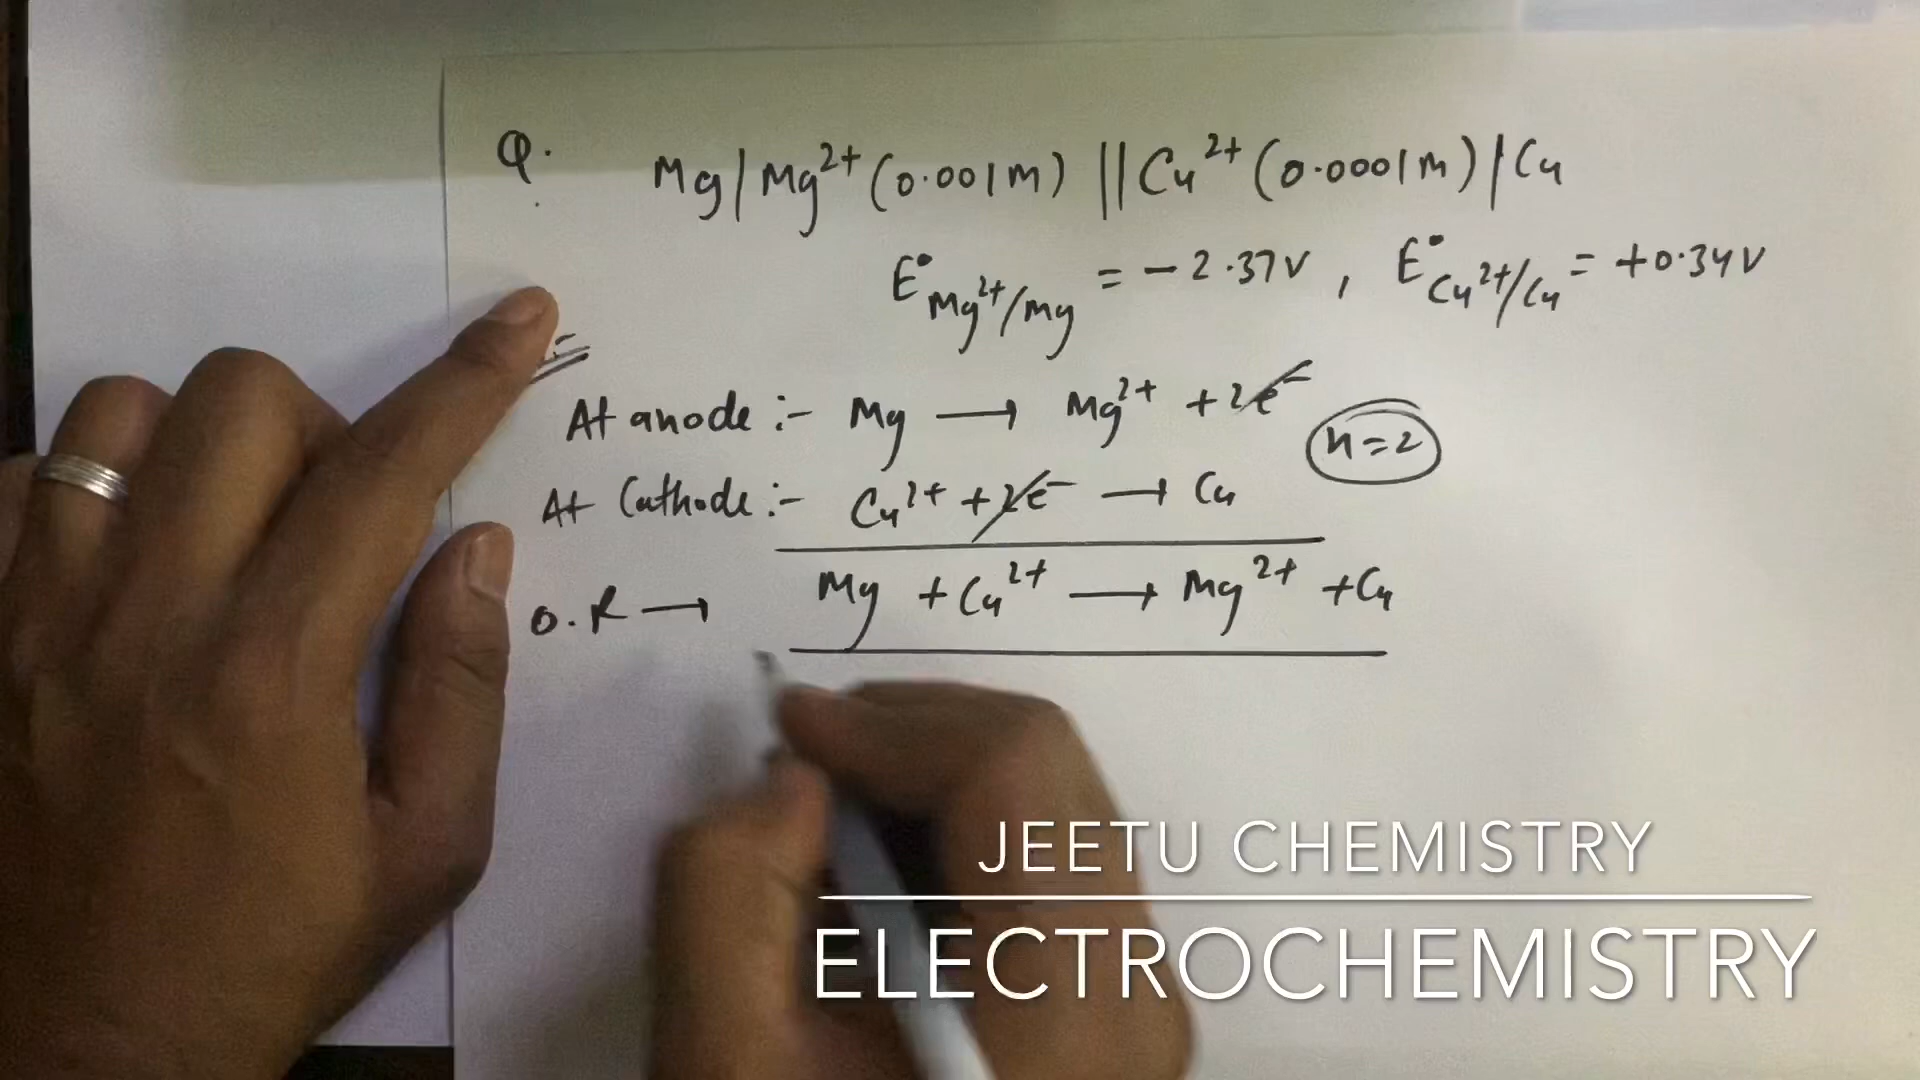 Q. Mg | Mg²⁺ (0.001M) || Cu²⁺ (0.0001M) | Cu
E°Mg²⁺/Mg = -2.37V, E°Cu²⁺/Cu = +0.34V
At anode :- Mg → Mg²⁺ + 2e⁻
n=2
At Cathode :- Cu²⁺ + 2e⁻ → Cu
O.R → Mg + Cu²⁺ → Mg²⁺ + Cu
JEETU CHEMISTRY
ELECTROCHEMISTRY